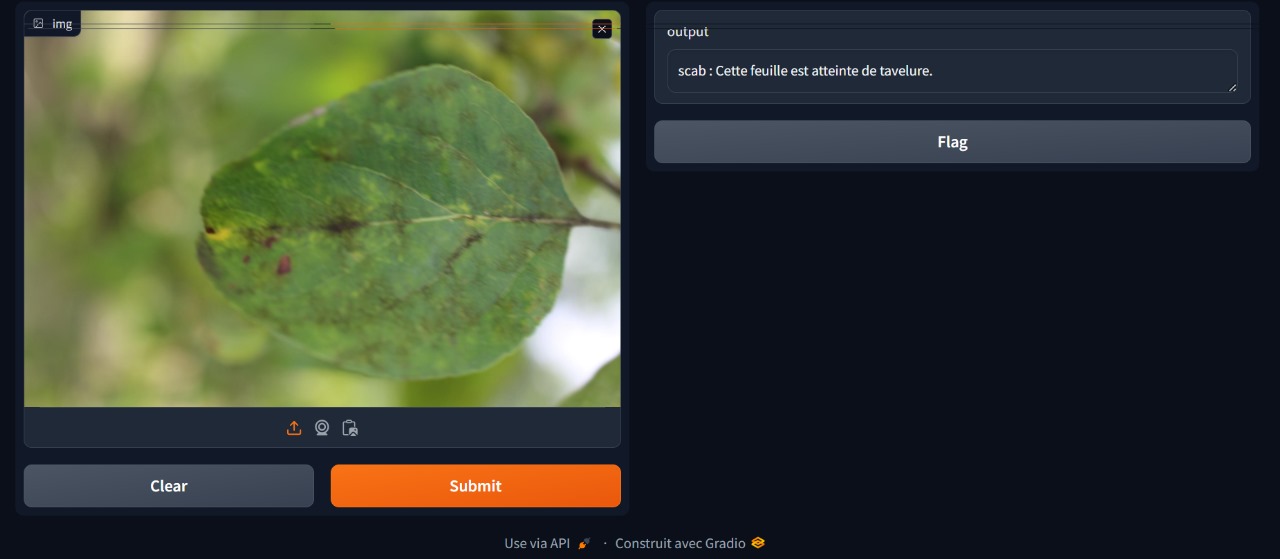 img
output
scab : Cette feuille est atteinte de tavelure.
Flag
Clear
Submit
Use via API · Construit avec Gradio